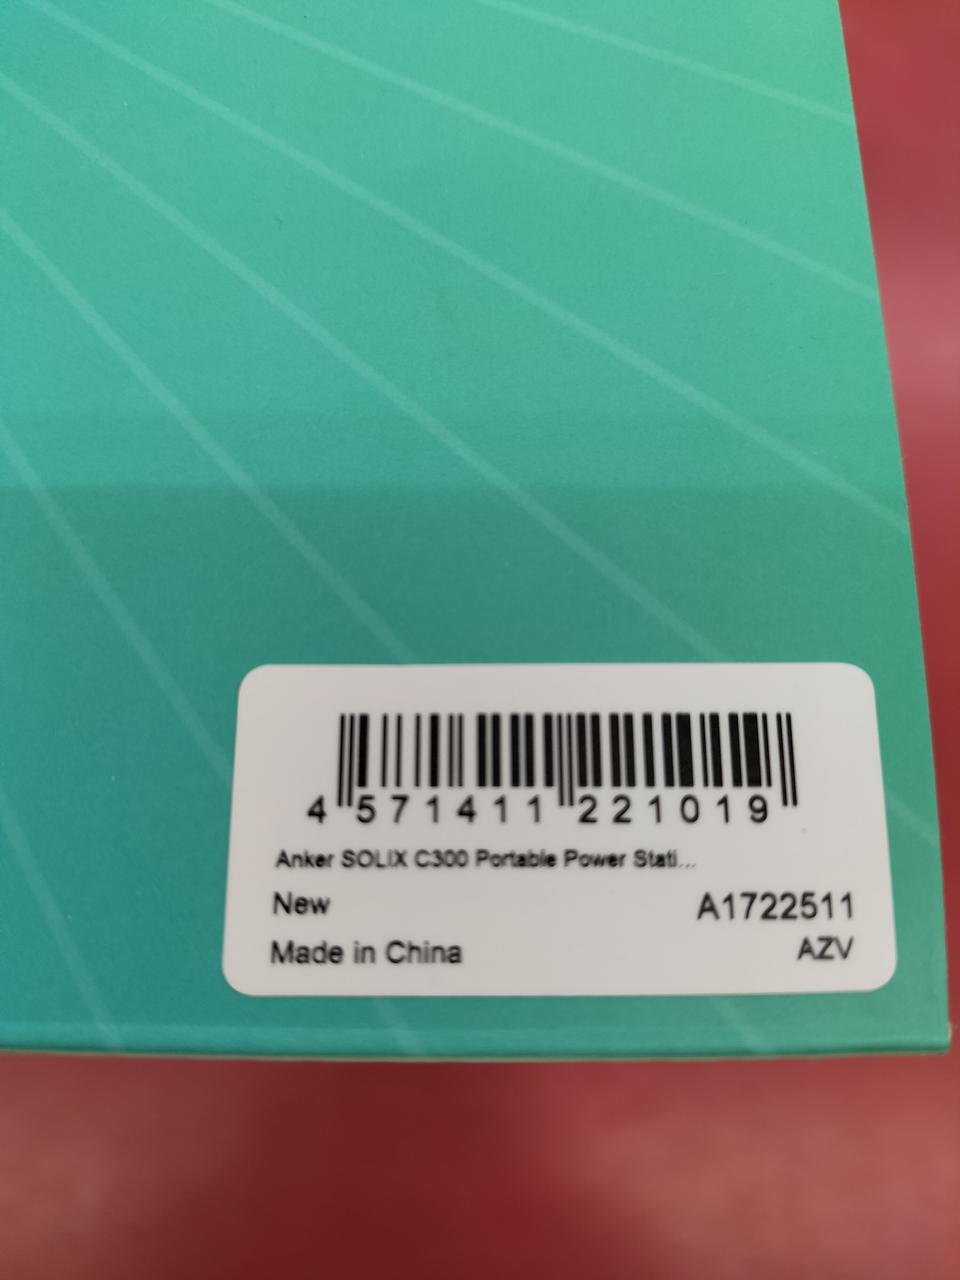 4 571411 221019
Anker SOLIX C300 Portable Power Stati...
New
A1722511
Made in China
AZV